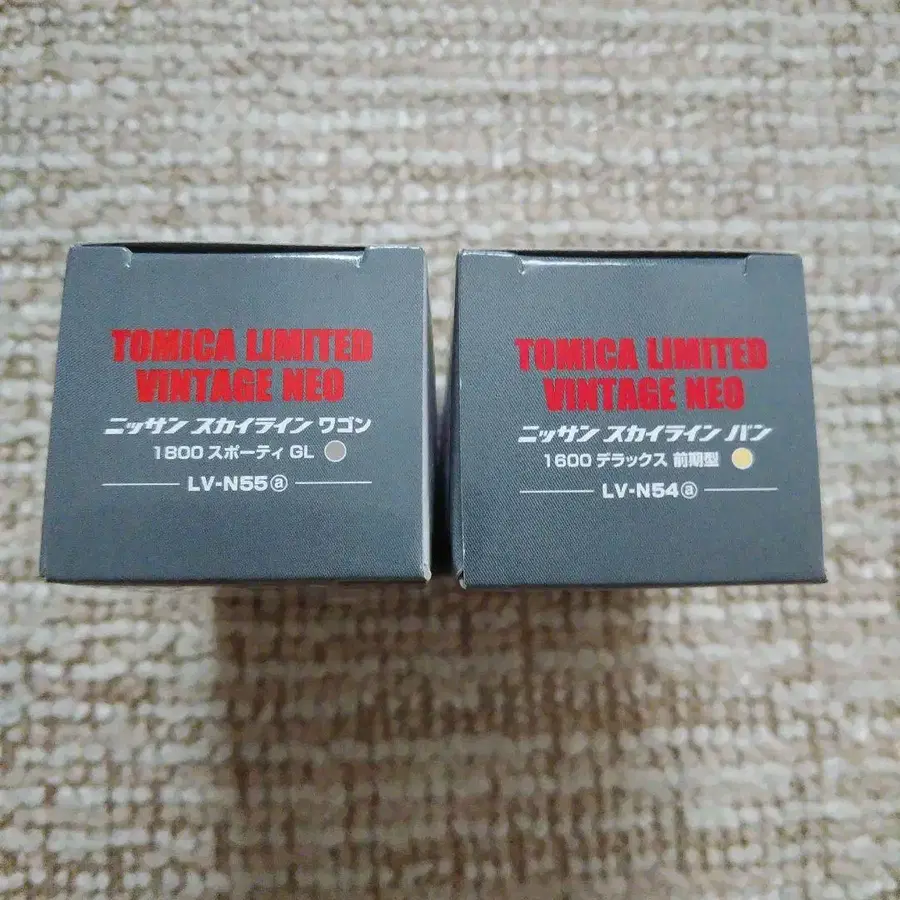 TOMICA LIMITED
VINTAGE NEO
ニッサン スカイライン ワゴン
1800 スポーティ GL
LV-N55ⓐ
TOMICA LIMITED
VINTAGE NEO
ニッサン スカイライン バン
1600 デラックス 前期型
LV-N54ⓐ